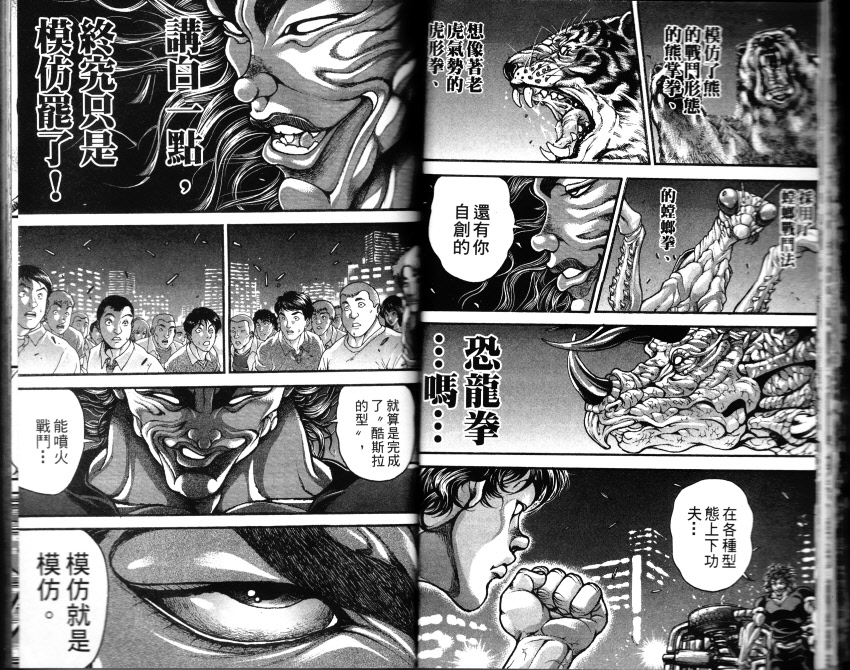 模仿了熊
的戰鬥形態
的熊掌拳、
想像著老
虎氣勢的
虎形拳、
採用了
螳螂戰鬥法
的螳螂拳、
還有你
自創的
恐龍拳
……嗎……
在各種型
態上下功
夫…
講白一點，
終究只是
模仿罷了！
就算是完成
了〝酷斯拉
的型〞，
能噴火
戰鬥…
模仿就是
模仿。